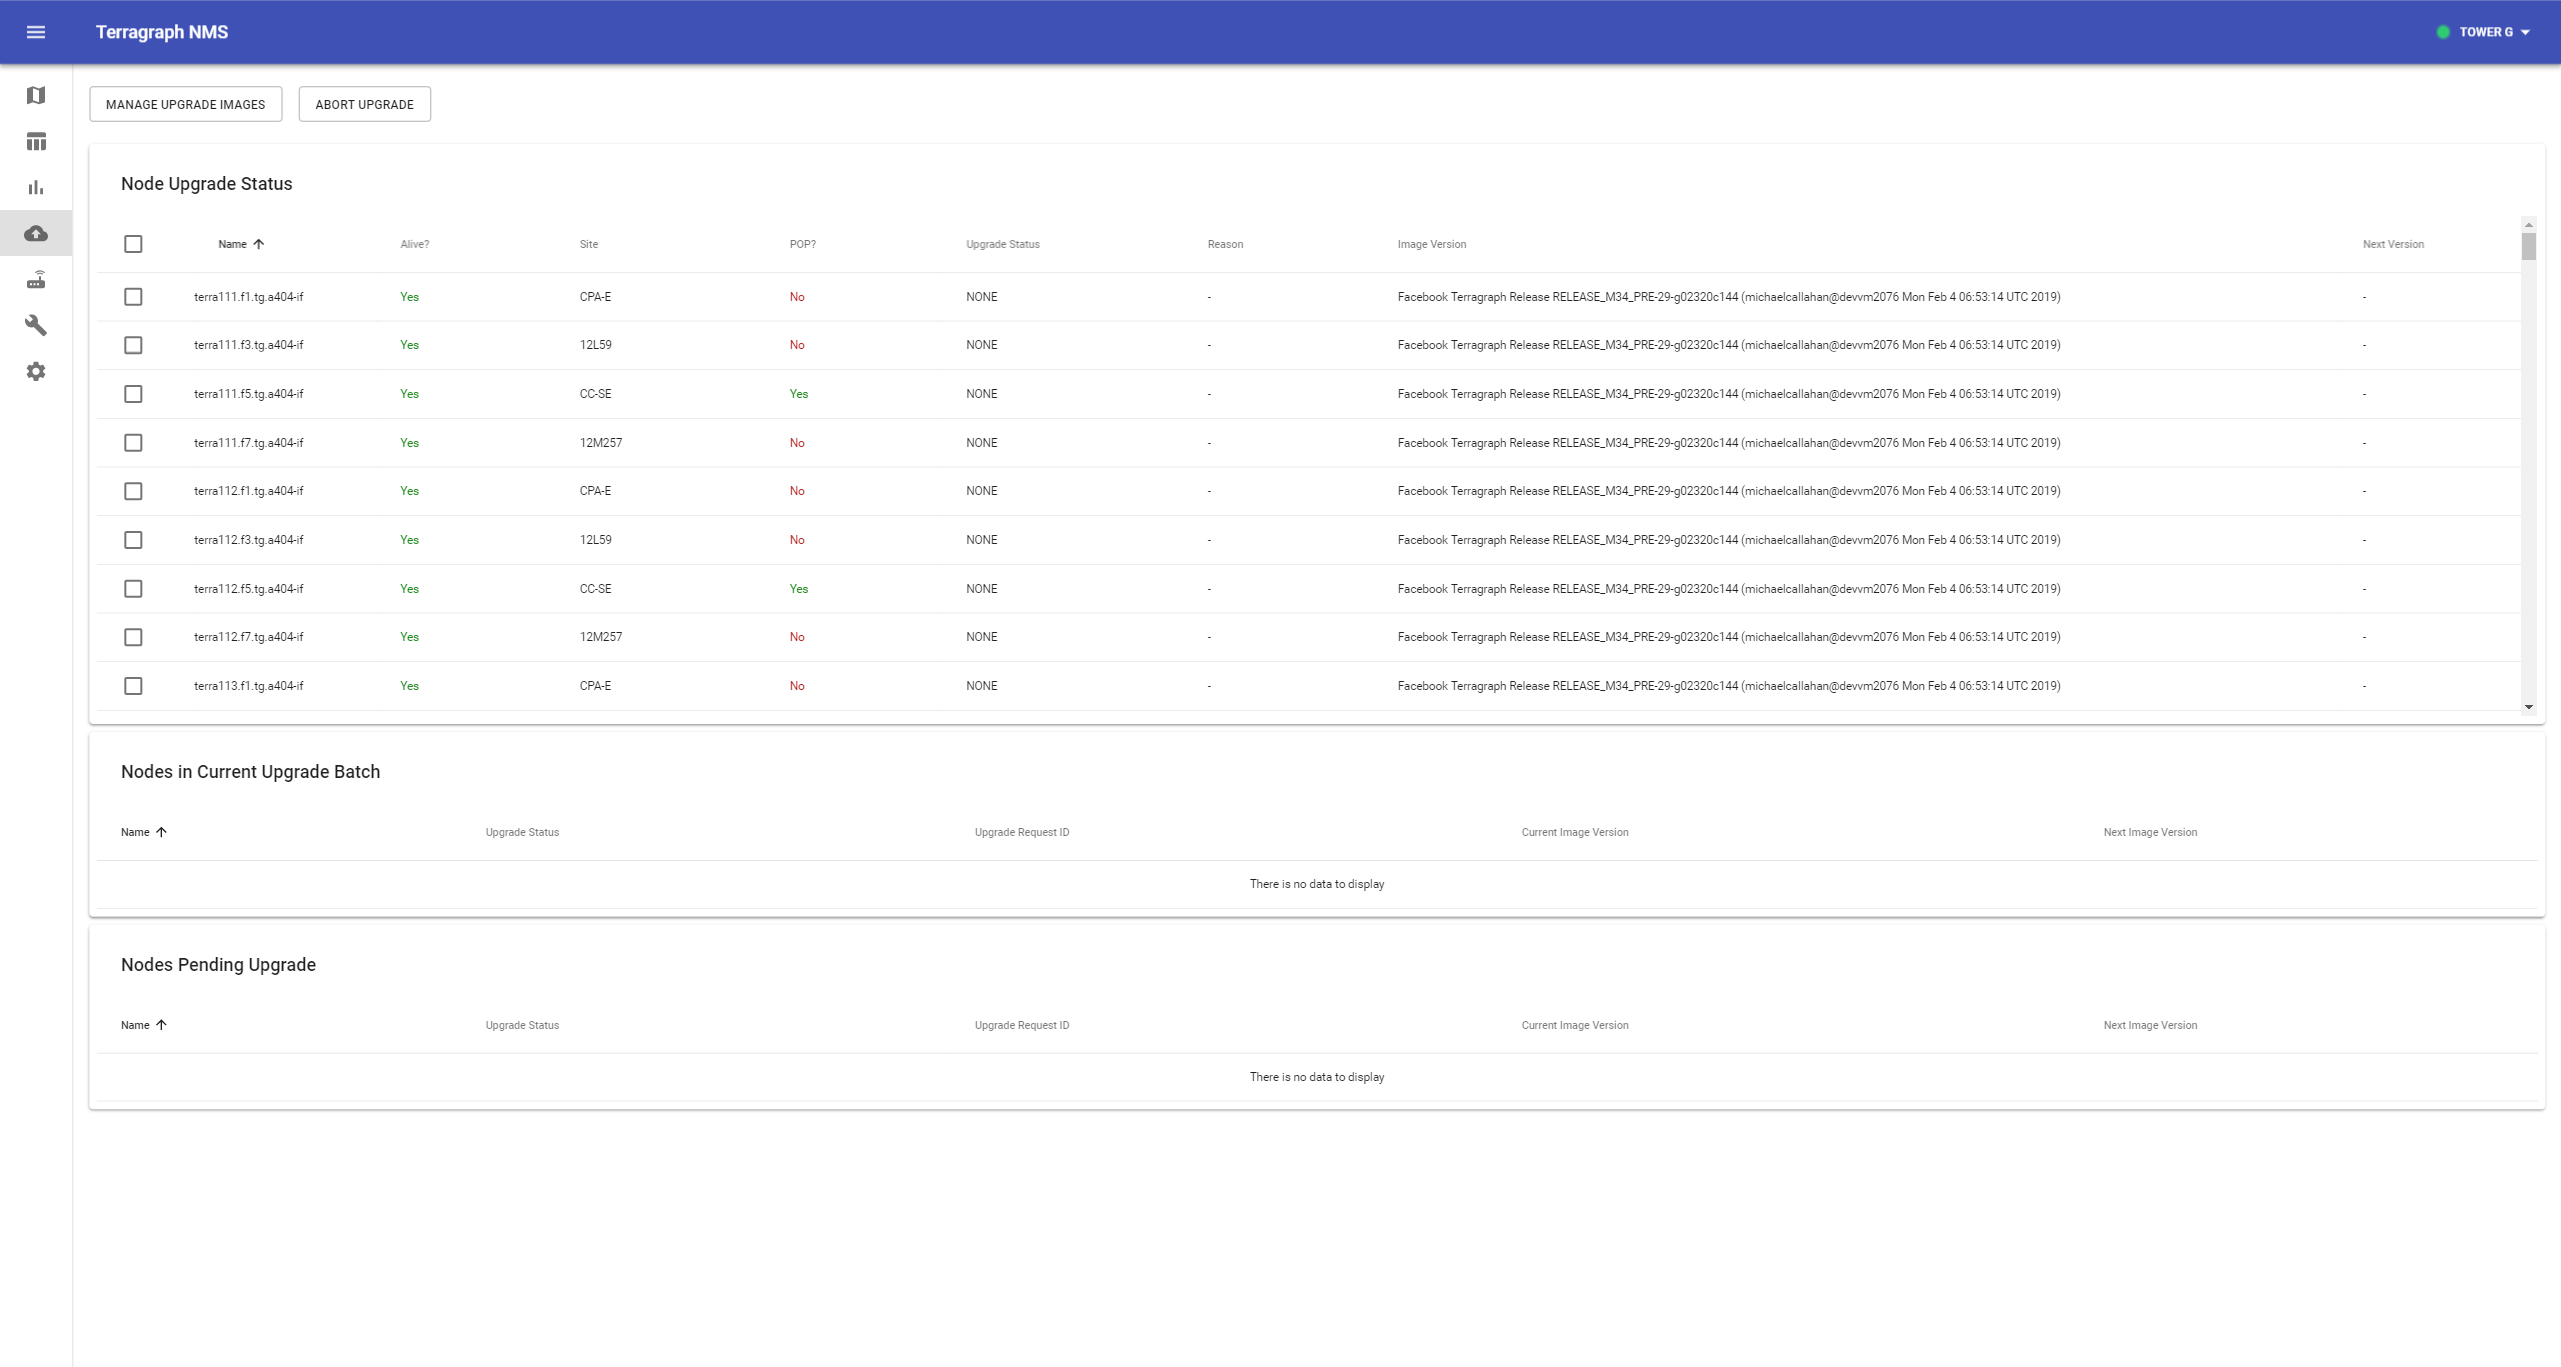 Terragraph NMS
TOWER G
MANAGE UPGRADE IMAGES ABORT UPGRADE
Node Upgrade Status
Name Alive? Site POP? Upgrade Status Reason Image Version Next Version
terra111.f1.tg.a404-if Yes CPA-E No NONE - Facebook Terragraph Release RELEASE_M34_PRE-29-g02320c144 (michaelcallahan@devvm2076 Mon Feb 4 06:53:14 UTC 2019) -
terra111.f3.tg.a404-if Yes 12L59 No NONE - Facebook Terragraph Release RELEASE_M34_PRE-29-g02320c144 (michaelcallahan@devvm2076 Mon Feb 4 06:53:14 UTC 2019) -
terra111.f5.tg.a404-if Yes CC-SE Yes NONE - Facebook Terragraph Release RELEASE_M34_PRE-29-g02320c144 (michaelcallahan@devvm2076 Mon Feb 4 06:53:14 UTC 2019) -
terra111.f7.tg.a404-if Yes 12M257 No NONE - Facebook Terragraph Release RELEASE_M34_PRE-29-g02320c144 (michaelcallahan@devvm2076 Mon Feb 4 06:53:14 UTC 2019) -
terra112.f1.tg.a404-if Yes CPA-E No NONE - Facebook Terragraph Release RELEASE_M34_PRE-29-g02320c144 (michaelcallahan@devvm2076 Mon Feb 4 06:53:14 UTC 2019) -
terra112.f3.tg.a404-if Yes 12L59 No NONE - Facebook Terragraph Release RELEASE_M34_PRE-29-g02320c144 (michaelcallahan@devvm2076 Mon Feb 4 06:53:14 UTC 2019) -
terra112.f5.tg.a404-if Yes CC-SE Yes NONE - Facebook Terragraph Release RELEASE_M34_PRE-29-g02320c144 (michaelcallahan@devvm2076 Mon Feb 4 06:53:14 UTC 2019) -
terra112.f7.tg.a404-if Yes 12M257 No NONE - Facebook Terragraph Release RELEASE_M34_PRE-29-g02320c144 (michaelcallahan@devvm2076 Mon Feb 4 06:53:14 UTC 2019) -
terra113.f1.tg.a404-if Yes CPA-E No NONE - Facebook Terragraph Release RELEASE_M34_PRE-29-g02320c144 (michaelcallahan@devvm2076 Mon Feb 4 06:53:14 UTC 2019) -
Nodes in Current Upgrade Batch
Name Upgrade Status Upgrade Request ID Current Image Version Next Image Version
There is no data to display
Nodes Pending Upgrade
Name Upgrade Status Upgrade Request ID Current Image Version Next Image Version
There is no data to display